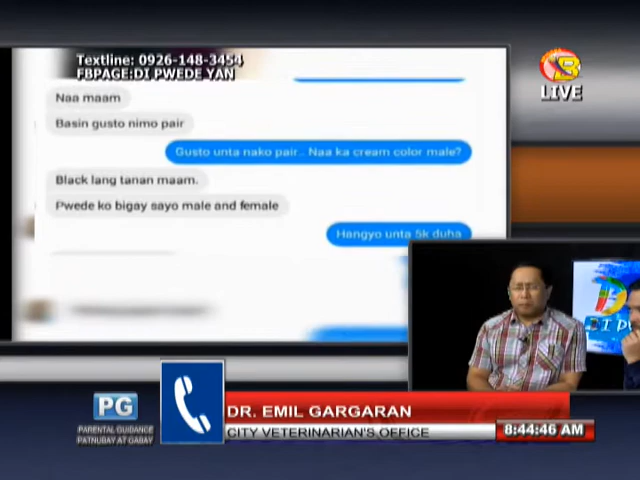 Textline: 0926-148-3454
FBPAGE:DI PWEDE YAN
LIVE
Naa maam
Basin gusto nimo pair
Gusto unta nako pair.. Naa ka cream color male?
Black lang tanan maam.
Pwede ko bigay sayo male and female
Hangyo unta 5k duha
PG
PARENTAL GUIDANCE
PATNUBAY AT GABAY
DR. EMIL GARGARAN
CITY VETERINARIAN'S OFFICE
8:44:46 AM